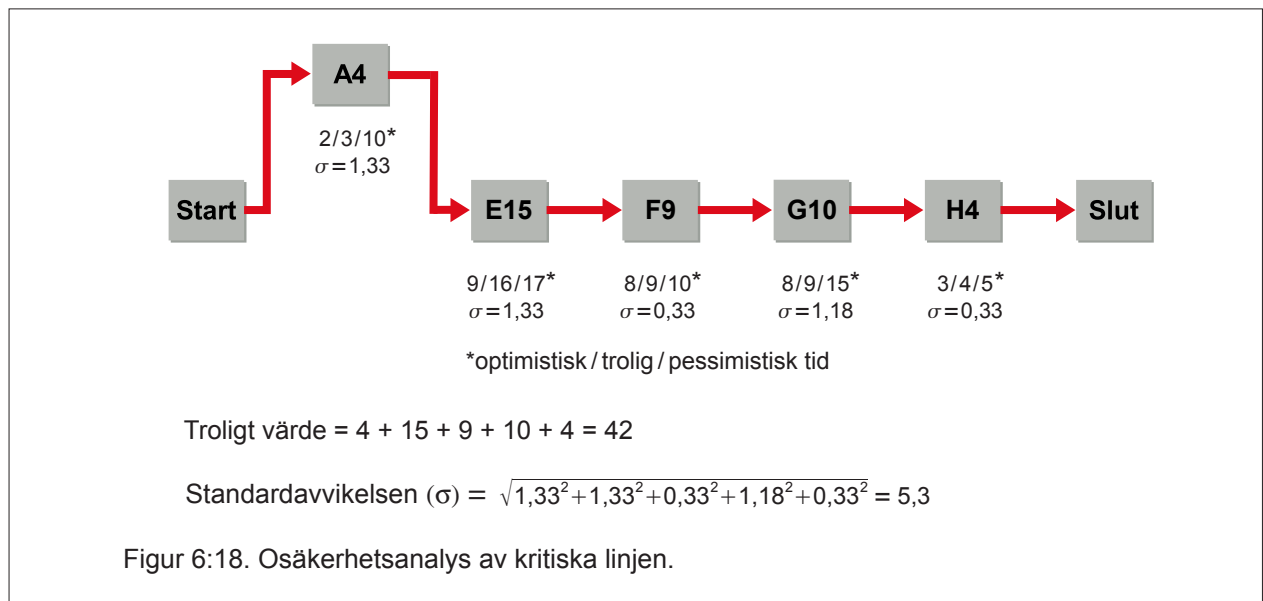 A4
2/3/10*
σ=1,33
Start
E15
F9
G10
H4
Slut
9/16/17*
8/9/10*
8/9/15*
3/4/5*
σ=1,33
σ=0,33
σ=1,18
σ=0,33
*optimistisk/trolig/pessimistisk tid
Troligt värde = 4 + 15 + 9 + 10 + 4 = 42
Standardavvikelsen (σ) = √1,33²+1,33²+0,33²+1,18²+0,33² = 5,3
Figur 6:18. Osäkerhetsanalys av kritiska linjen.